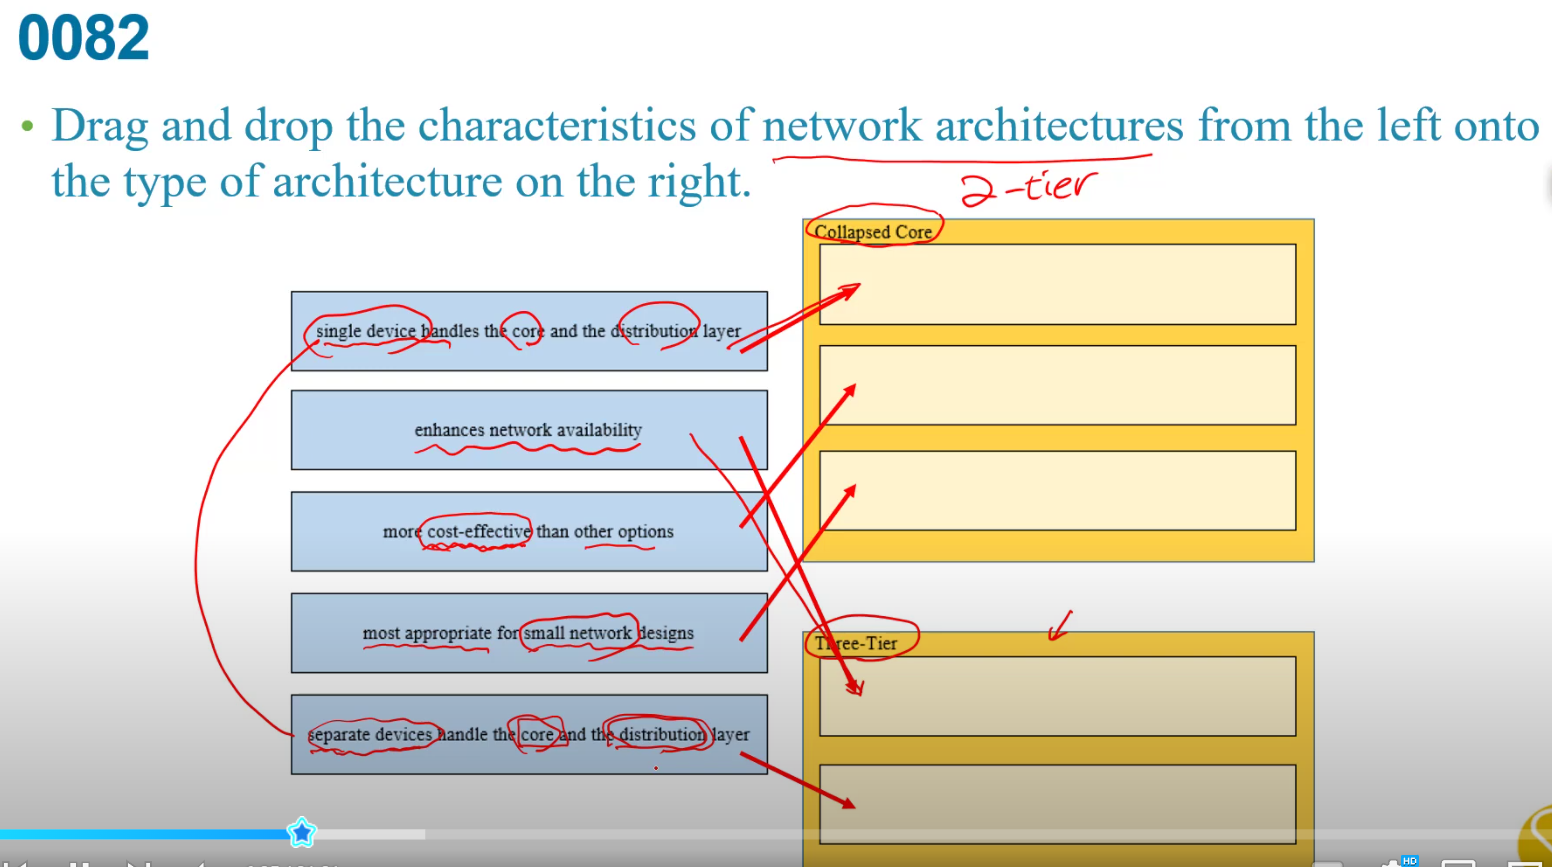 0082
• Drag and drop the characteristics of network architectures from the left onto
the type of architecture on the right.
2-tier
Collapsed Core
single device handles the core and the distribution layer
enhances network availability
more cost-effective than other options
most appropriate for small network designs
Three-Tier
separate devices handle the core and the distribution layer
HD